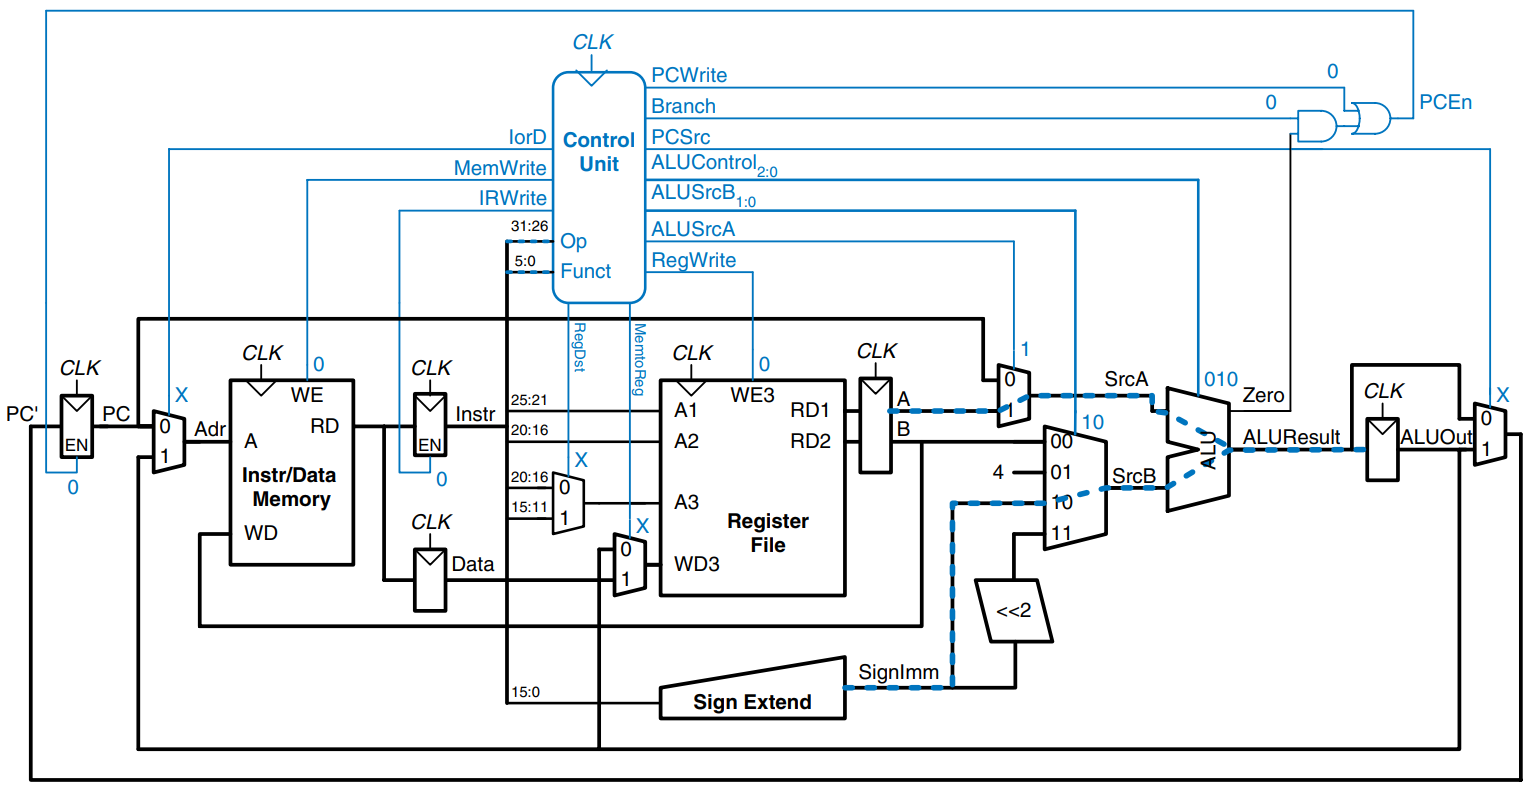 CLK
PCWrite
0
Branch
0
PCEn
IorD
Control
Unit
PCSrc
MemWrite
ALUControl2:0
IRWrite
ALUSrcB1:0
31:26
Op
ALUSrcA
5:0
Funct
RegWrite
RegDst
MemtoReg
CLK
CLK
CLK
CLK
CLK
0
0
1
X
WE
WE3
0
010
Zero
CLK
X
PC'
PC
EN
0
1
Adr
A
RD
EN
Instr
25:21
A1
RD1
A
0
1
SrcA
20:16
A2
RD2
B
10
00
ALU
ALUResult
ALUOut
0
1
0
Instr/Data
Memory
0
X
20:16
0
15:11
1
A3
4
01
10
11
SrcB
WD
CLK
Data
X
0
1
WD3
Register
File
<<2
SignImm
15:0
Sign Extend